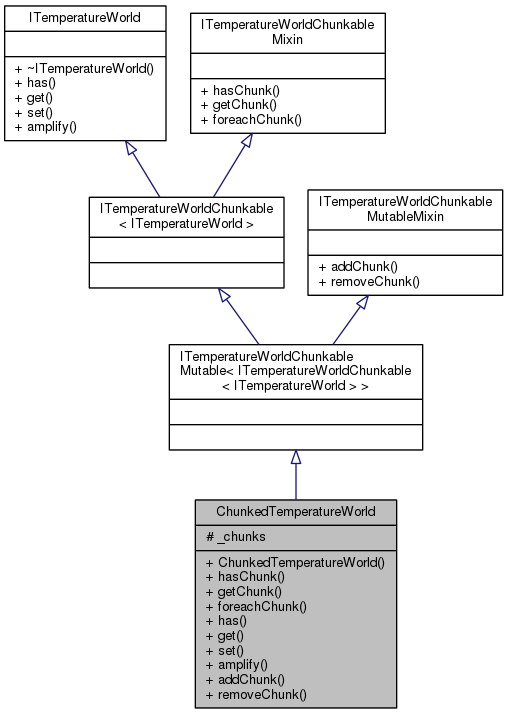 ITemperatureWorld
+ ~ITemperatureWorld()
+ has()
+ get()
+ set()
+ amplify()
ITemperatureWorldChunkable
Mixin
+ hasChunk()
+ getChunk()
+ foreachChunk()
ITemperatureWorldChunkable
< ITemperatureWorld >
ITemperatureWorldChunkable
MutableMixin
+ addChunk()
+ removeChunk()
ITemperatureWorldChunkable
Mutable< ITemperatureWorldChunkable
< ITemperatureWorld > >
ChunkedTemperatureWorld
# _chunks
+ ChunkedTemperatureWorld()
+ hasChunk()
+ getChunk()
+ foreachChunk()
+ has()
+ get()
+ set()
+ amplify()
+ addChunk()
+ removeChunk()